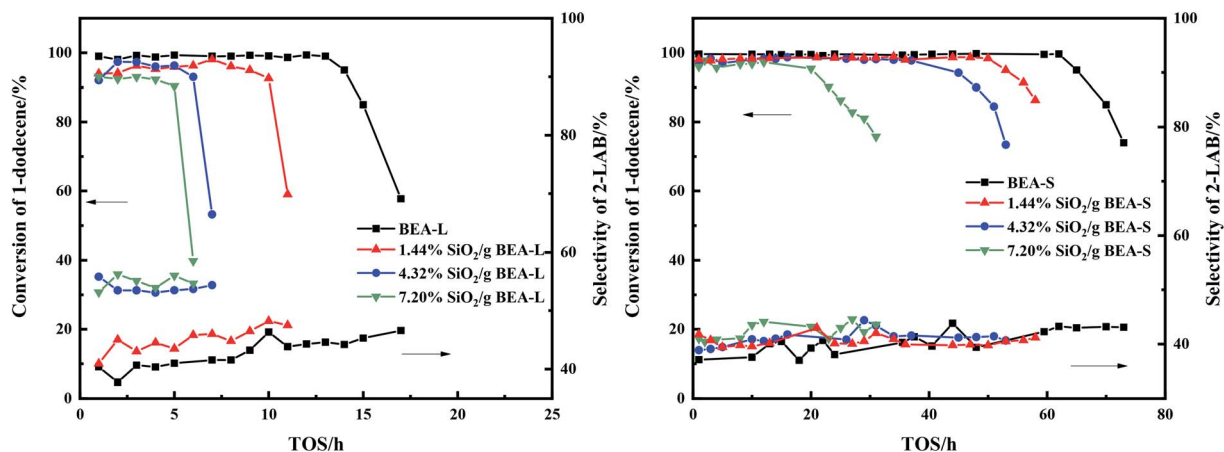 100
80
60
40
20
0
Conversion of 1-dodecene/%
0 5 10 15 20 25
TOS/h
100
80
60
40
Selectivity of 2-LAB/%
BEA-L
1.44% SiO₂/g BEA-L
4.32% SiO₂/g BEA-L
7.20% SiO₂/g BEA-L
100
80
60
40
20
0
Conversion of 1-dodecene/%
0 20 40 60 80
TOS/h
100
80
60
40
Selectivity of 2-LAB/%
BEA-S
1.44% SiO₂/g BEA-S
4.32% SiO₂/g BEA-S
7.20% SiO₂/g BEA-S